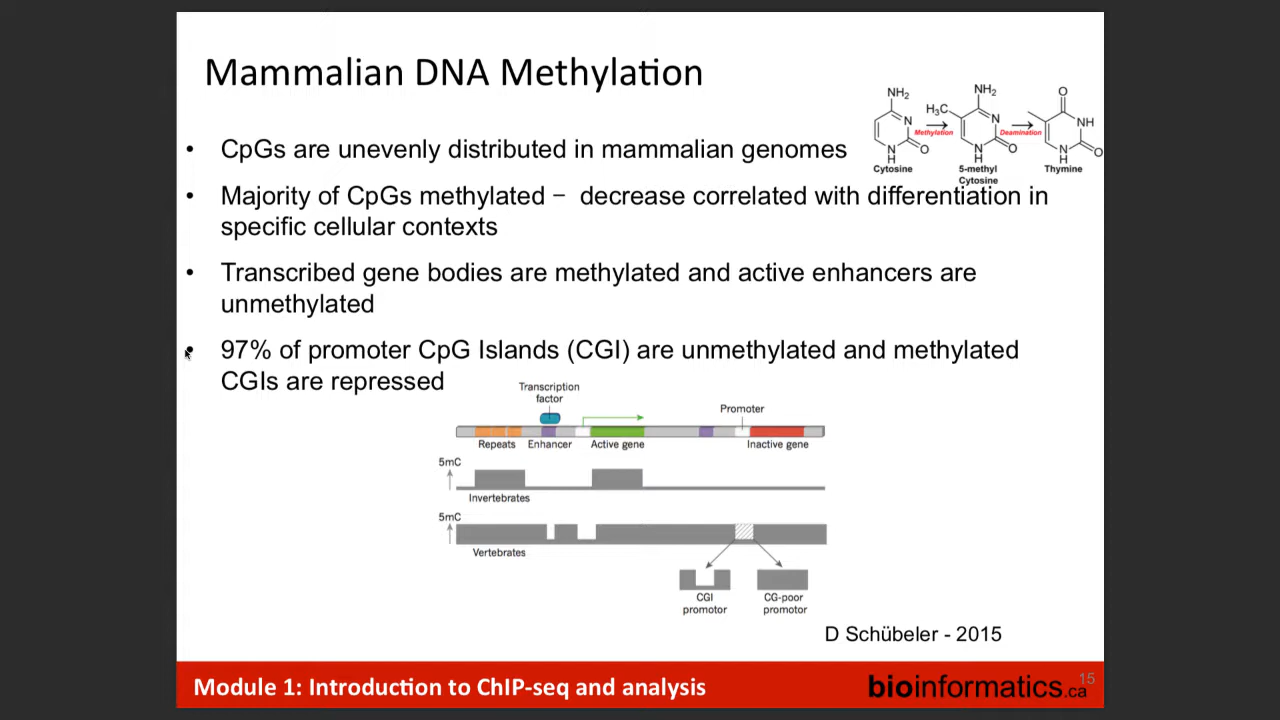 Mammalian DNA Methylation
NH₂
N
N
H
O
Cytosine
Methylation
NH₂
H₃C
N
N
H
O
5-methyl
Cytosine
Deamination
O
NH
N
H
O
Thymine
• CpGs are unevenly distributed in mammalian genomes
• Majority of CpGs methylated – decrease correlated with differentiation in
specific cellular contexts
• Transcribed gene bodies are methylated and active enhancers are
unmethylated
• 97% of promoter CpG Islands (CGI) are unmethylated and methylated
CGIs are repressed
Transcription
factor
Promoter
Repeats
Enhancer
Active gene
Inactive gene
5mC
Invertebrates
5mC
Vertebrates
CGI
promotor
CG-poor
promotor
D Schübeler - 2015
Module 1: Introduction to ChIP-seq and analysis
bioinformatics.ca
15